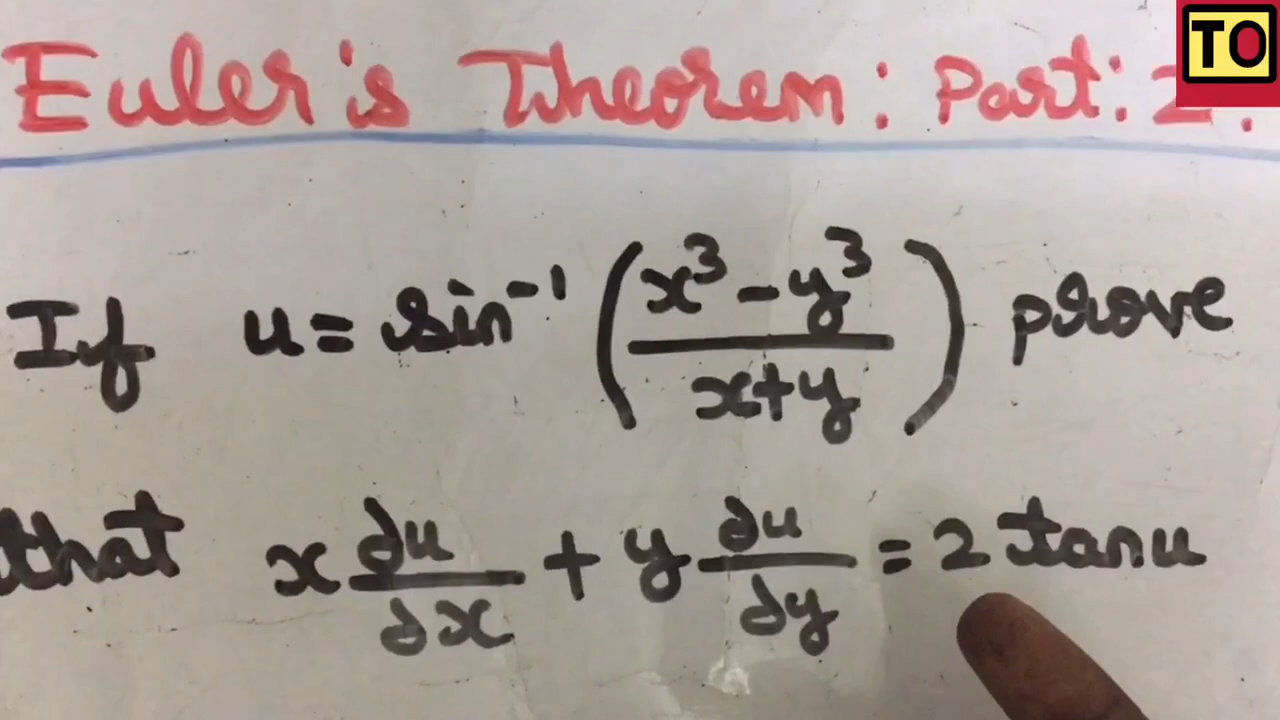 TO
Euler's Theorem: Part: 2.
If u = sin⁻¹ (x³ - y³ / x+y) prove
that x ∂u/∂x + y ∂u/∂y = 2 tan u